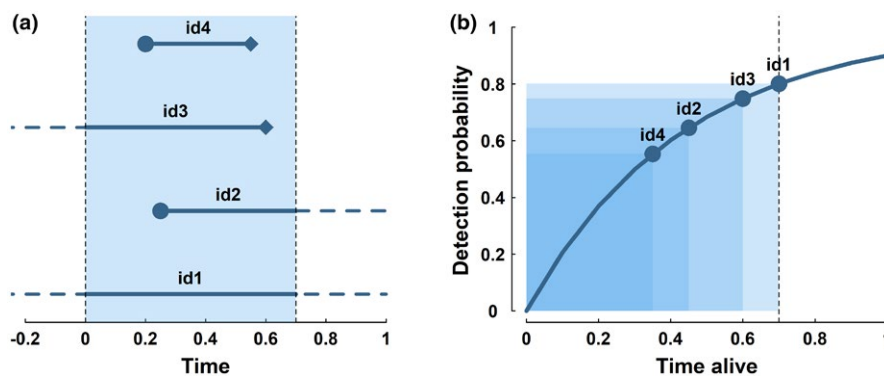 (a)
id4
id3
id2
id1
-0.2 0 0.2 0.4 0.6 0.8 1
Time
(b)
Detection probability
1
0.8
0.6
0.4
0.2
0
id1
id3
id2
id4
0 0.2 0.4 0.6 0.8 1
Time alive